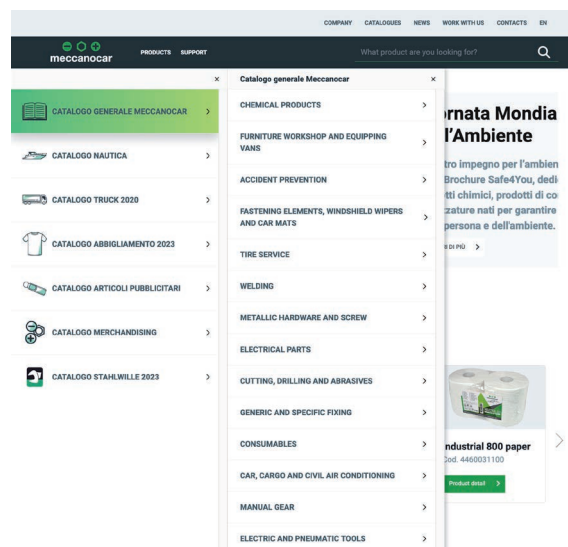 COMPANY CATALOGUES NEWS WORK WITH US CONTACTS EN
meccanocar
PRODUCTS SUPPORT
What product are you looking for?
×
CATALOGO GENERALE MECCANOCAR
CATALOGO NAUTICA
CATALOGO TRUCK 2020
CATALOGO ABBIGLIAMENTO 2023
CATALOGO ARTICOLI PUBBLICITARI
CATALOGO MERCHANDISING
CATALOGO STAHLWILLE 2023
Catalogo generale Meccanocar ×
CHEMICAL PRODUCTS
FURNITURE WORKSHOP AND EQUIPPING
VANS
ACCIDENT PREVENTION
FASTENING ELEMENTS, WINDSHIELD WIPERS
AND CAR MATS
TIRE SERVICE
WELDING
METALLIC HARDWARE AND SCREW
ELECTRICAL PARTS
CUTTING, DRILLING AND ABRASIVES
GENERIC AND SPECIFIC FIXING
CONSUMABLES
CAR, CARGO AND CIVIL AIR CONDITIONING
MANUAL GEAR
ELECTRIC AND PNEUMATIC TOOLS
ornata Mondia
l'Ambiente
tro impegno per l'ambien
Brochure Safe4You, dedi
tti chimici, prodotti di co
zature nati per garantire
persona e dell'ambiente.
I DI PIÙ
ndustrial 800 paper
Cod. 4460031100
Product detail